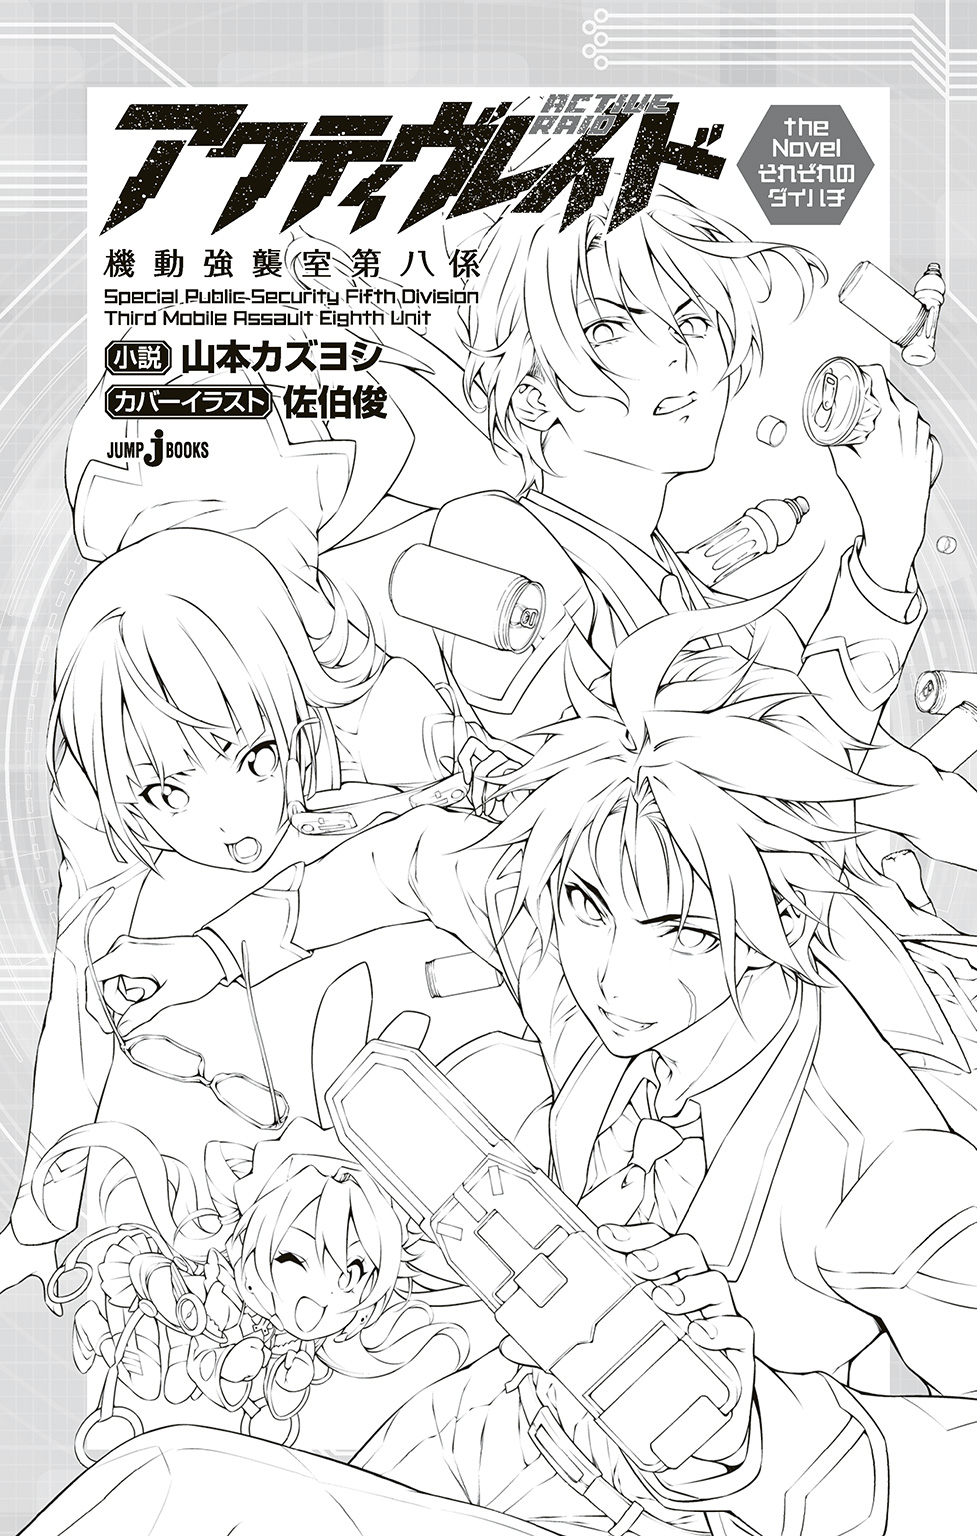 アクティヴレイド
ACTIVE
RAID
the
Novel
それぞれの
ダイハチ
機動強襲室第八係
Special Public-Security Fifth Division
Third Mobile Assault Eighth Unit
小説 山本カズヨシ
カバーイラスト 佐伯俊
JUMP j BOOKS